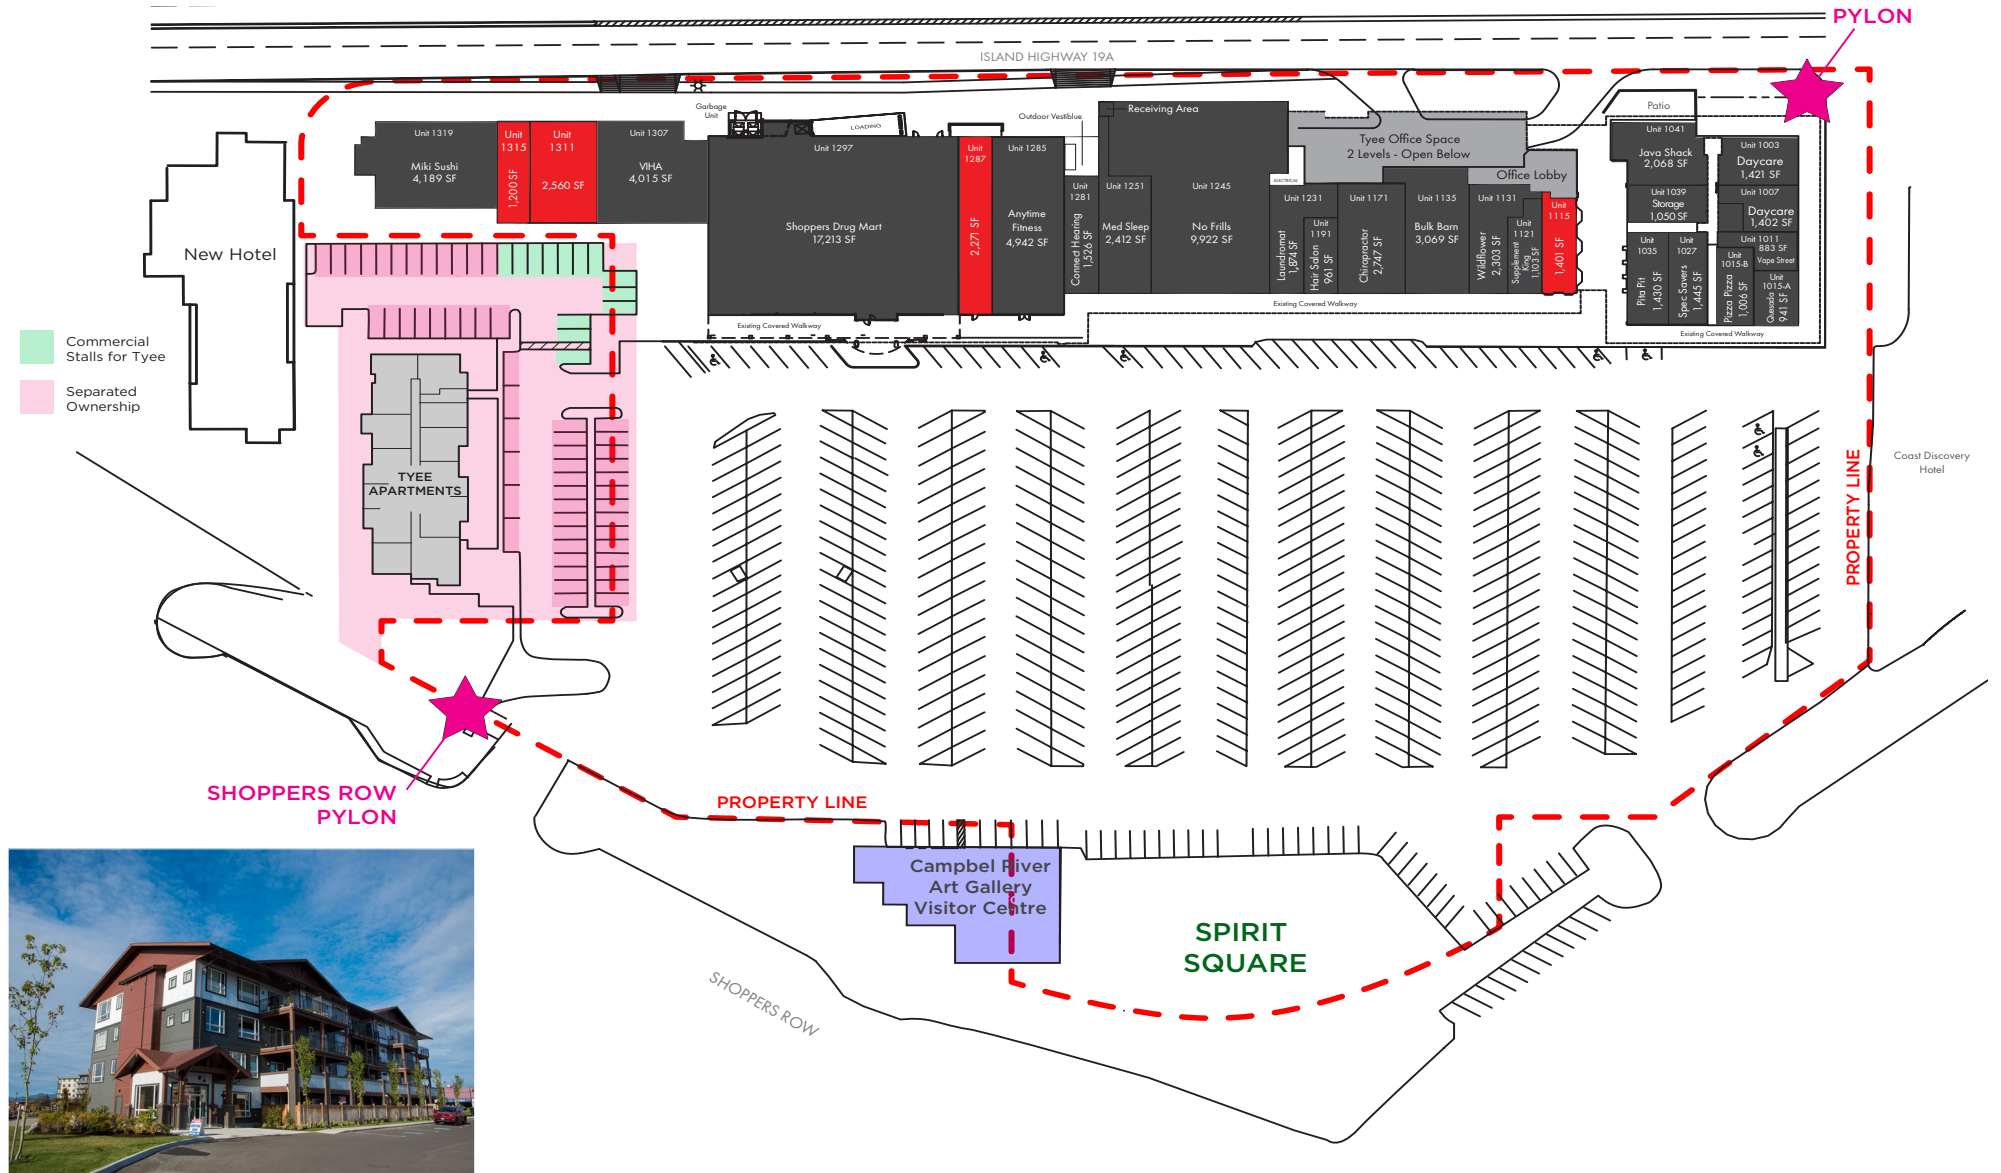 PYLON
ISLAND HIGHWAY 19A
Garbage
Unit
LOADING
Outdoor Vestiblue
Receiving Area
Patio
Unit 1319
Miki Sushi
4,189 SF
Unit
1315
1,200 SF
Unit
1311
2,560 SF
Unit 1307
VIHA
4,015 SF
Unit 1297
Shoppers Drug Mart
17,213 SF
Unit
1287
2,271 SF
Unit 1285
Anytime
Fitness
4,942 SF
Unit
1281
Connect Hearing
1,526 SF
Unit 1251
Med Sleep
2,412 SF
Unit 1245
No Frills
9,922 SF
ELECTRICAL
Tyee Office Space
2 Levels - Open Below
Office Lobby
Unit 1231
Laundromat
1,874 SF
Unit
1191
Hair Salon
961 SF
Unit 1171
Chiropractor
2,747 SF
Unit 1135
Bulk Barn
3,069 SF
Unit 1131
Wildflower
2,303 SF
Unit
1121
Supplement
King
1,103 SF
Unit
1115
1,401 SF
Unit 1041
Java Shack
2,068 SF
Unit 1003
Daycare
1,421 SF
Unit 1039
Storage
1,050 SF
Unit 1007
Daycare
1,402 SF
Unit
1035
Pita Pit
1,430 SF
Unit
1027
Spec Savers
1,445 SF
Unit 1011
883 SF
Vape Street
Unit
1015-B
Pizza Pizza
1,006 SF
Unit
1015-A
Quesada
941 SF
Existing Covered Walkway
Existing Covered Walkway
Existing Covered Walkway
New Hotel
Commercial
Stalls for Tyee
Separated
Ownership
TYEE
APARTMENTS
PROPERTY LINE
Coast Discovery
Hotel
SHOPPERS ROW
PYLON
PROPERTY LINE
Campbel River
Art Gallery
Visitor Centre
SPIRIT
SQUARE
SHOPPERS ROW